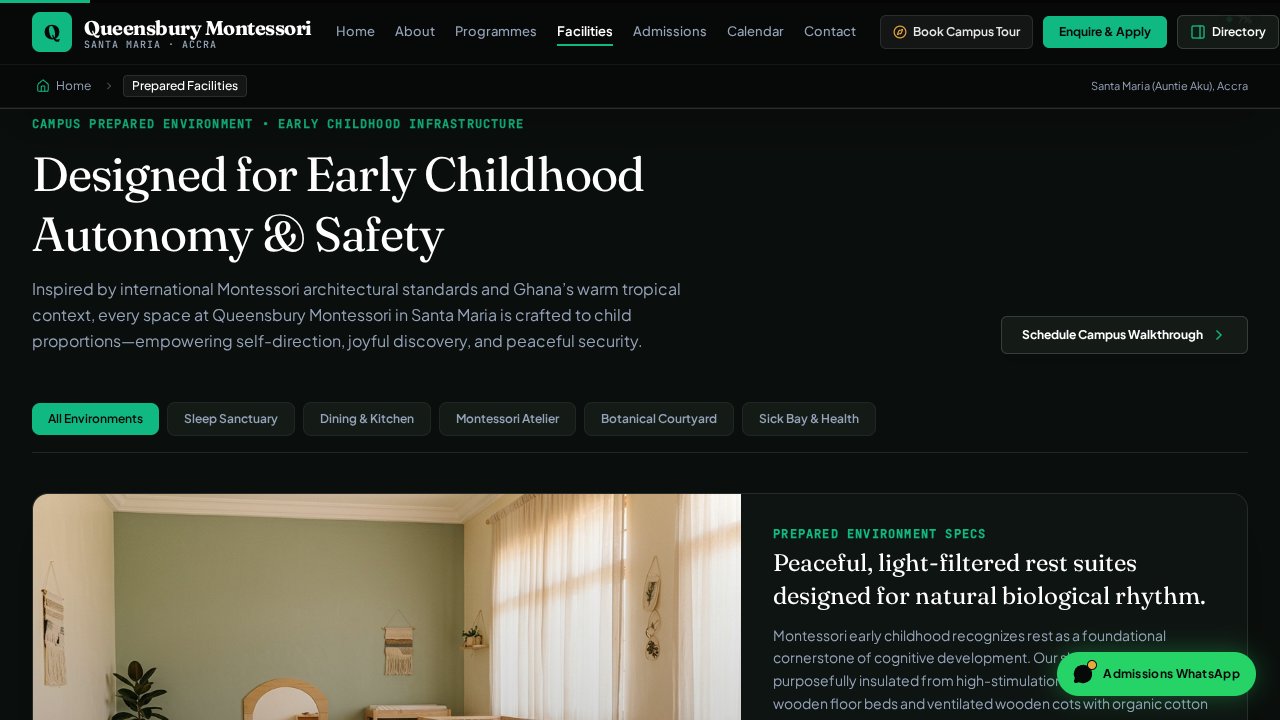 Q
Queensbury Montessori
SANTA MARIA · ACCRA
Home
About
Programmes
Facilities
Admissions
Calendar
Contact
Book Campus Tour
Enquire & Apply
Directory
Home
Prepared Facilities
Santa Maria (Auntie Aku), Accra
CAMPUS PREPARED ENVIRONMENT • EARLY CHILDHOOD INFRASTRUCTURE
Designed for Early Childhood
Autonomy & Safety
Inspired by international Montessori architectural standards and Ghana’s warm tropical
context, every space at Queensbury Montessori in Santa Maria is crafted to child
proportions—empowering self-direction, joyful discovery, and peaceful security.
Schedule Campus Walkthrough
All Environments
Sleep Sanctuary
Dining & Kitchen
Montessori Atelier
Botanical Courtyard
Sick Bay & Health
PREPARED ENVIRONMENT SPECS
Peaceful, light-filtered rest suites
designed for natural biological rhythm.
Montessori early childhood recognizes rest as a foundational
cornerstone of cognitive development. Our
purposefully insulated from high-stimulation
wooden floor beds and ventilated wooden cots with organic cotton
Admissions WhatsApp